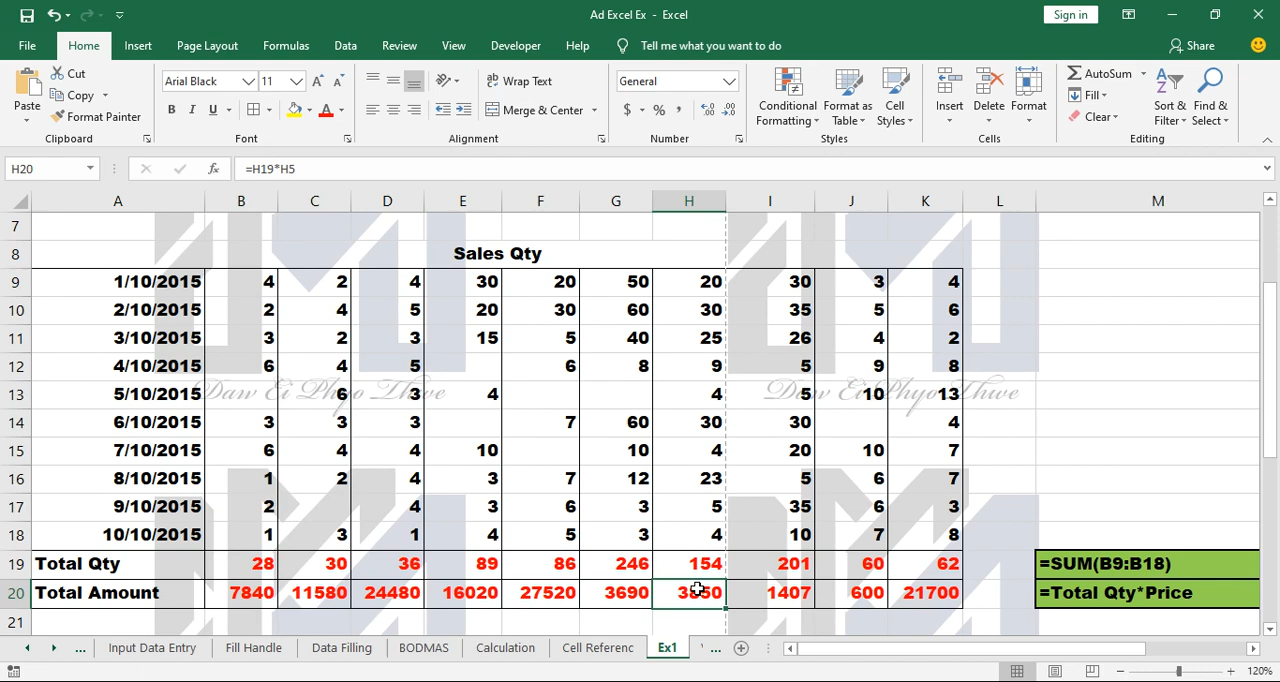 Ad Excel Ex - Excel
Sign in
File Home Insert Page Layout Formulas Data Review View Developer Help Tell me what you want to do Share
Paste
Cut
Copy
Format Painter
Clipboard
Arial Black 11
B I U
Font
Wrap Text
Merge & Center
Alignment
General
$ % ,
Number
Conditional Formatting
Format as Table
Cell Styles
Styles
Insert Delete Format
Cells
AutoSum
Fill
Clear
Sort & Filter
Find & Select
Editing
H20 fx =H19*H5
A B C D E F G H I J K L M
7
8 Sales Qty
9 1/10/2015 4 2 4 30 20 50 20 30 3 4
10 2/10/2015 2 4 5 20 30 60 30 35 5 6
11 3/10/2015 3 2 3 15 5 40 25 26 4 2
12 4/10/2015 6 4 5 6 8 9 5 9 8
13 5/10/2015 6 3 4 4 5 10 13
14 6/10/2015 3 3 3 7 60 30 30 4
15 7/10/2015 6 4 4 10 10 4 20 10 7
16 8/10/2015 1 2 4 3 7 12 23 5 6 7
17 9/10/2015 2 4 3 6 3 5 35 6 3
18 10/10/2015 1 3 1 4 5 3 4 10 7 8
19 Total Qty 28 30 36 89 86 246 154 201 60 62 =SUM(B9:B18)
20 Total Amount 7840 11580 24480 16020 27520 3690 3850 1407 600 21700 =Total Qty*Price
21
Daw Ei Phyo Thwe Daw Ei Phyo Thwe
... Input Data Entry Fill Handle Data Filling BODMAS Calculation Cell Referenc Ex1 ...
120%